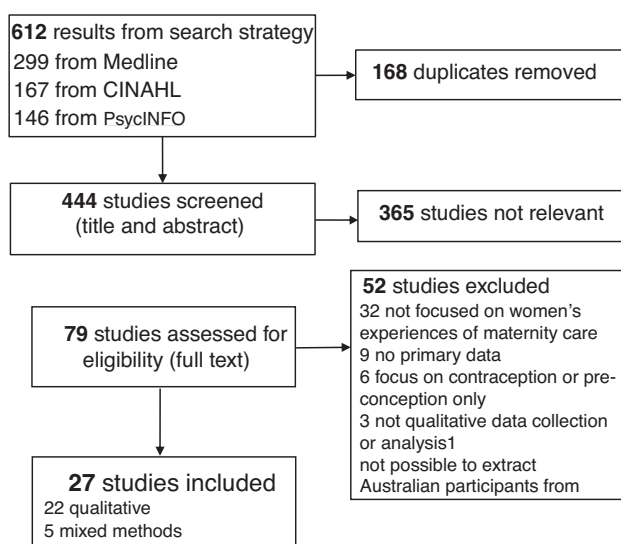 612 results from search strategy
299 from Medline
167 from CINAHL
146 from PsycINFO
168 duplicates removed
444 studies screened
(title and abstract)
365 studies not relevant
79 studies assessed for
eligibility (full text)
52 studies excluded
32 not focused on women’s
experiences of maternity care
9 no primary data
6 focus on contraception or pre-
conception only
3 not qualitative data collection
or analysis1
not possible to extract
Australian participants from
27 studies included
22 qualitative
5 mixed methods